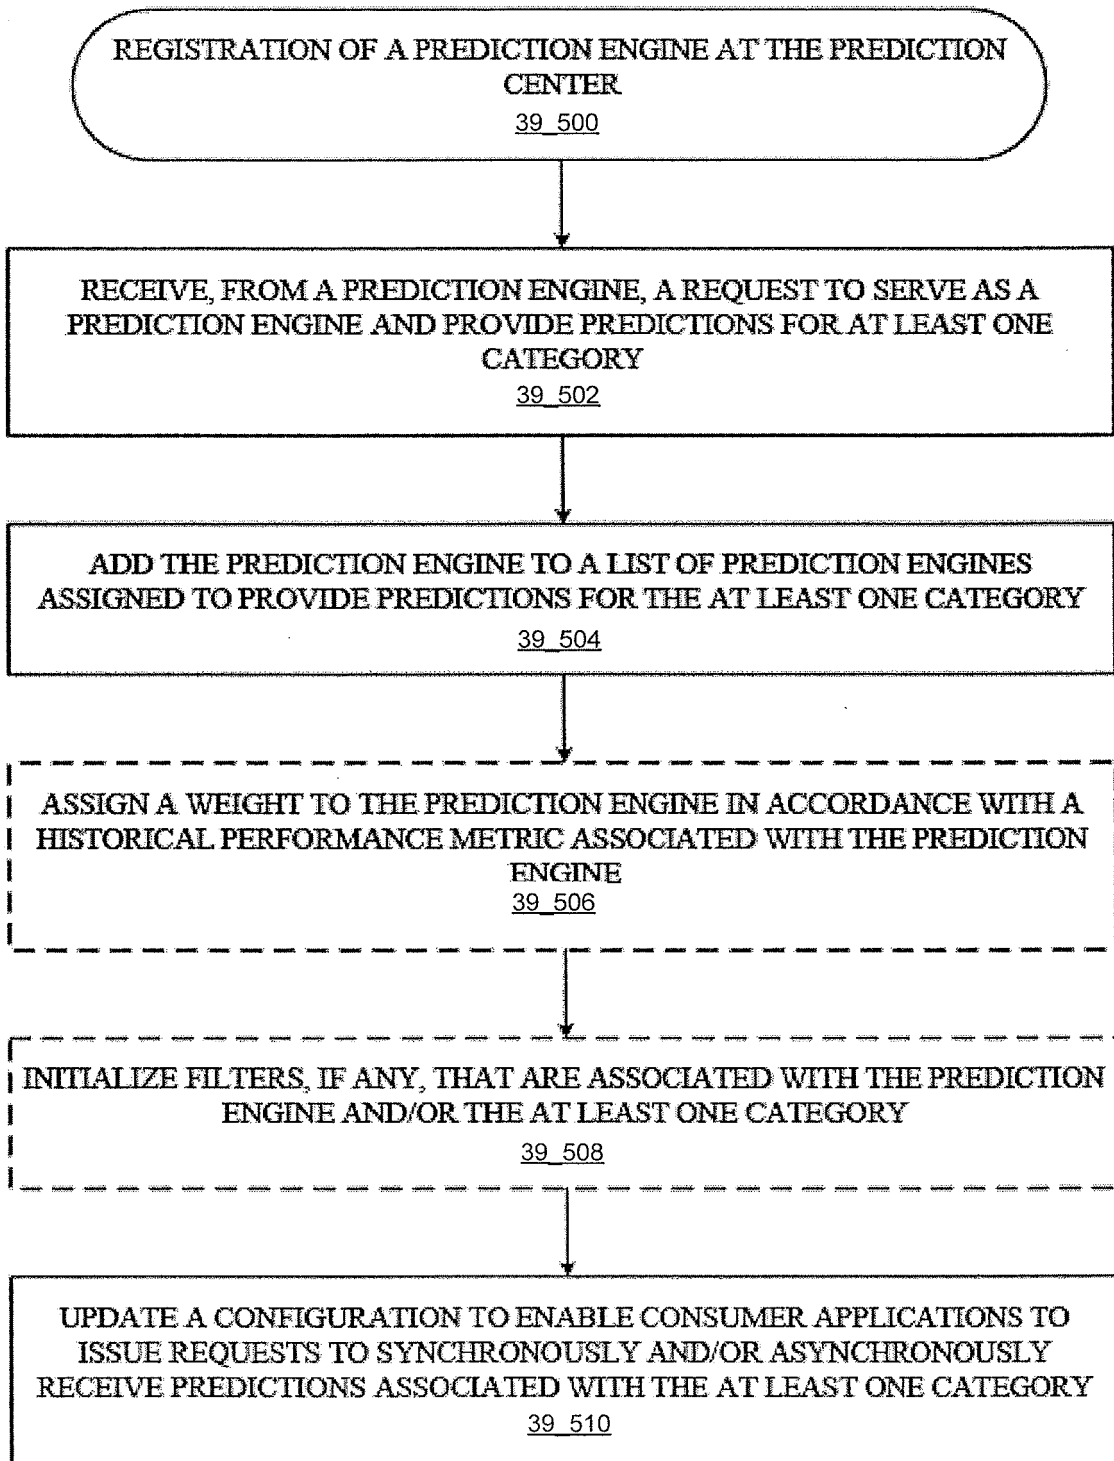 REGISTRATION OF A PREDICTION ENGINE AT THE PREDICTION
CENTER
39_500
RECEIVE, FROM A PREDICTION ENGINE, A REQUEST TO SERVE AS A
PREDICTION ENGINE AND PROVIDE PREDICTIONS FOR AT LEAST ONE
CATEGORY
39_502
ADD THE PREDICTION ENGINE TO A LIST OF PREDICTION ENGINES
ASSIGNED TO PROVIDE PREDICTIONS FOR THE AT LEAST ONE CATEGORY
39_504
ASSIGN A WEIGHT TO THE PREDICTION ENGINE IN ACCORDANCE WITH A
HISTORICAL PERFORMANCE METRIC ASSOCIATED WITH THE PREDICTION
ENGINE
39_506
INITIALIZE FILTERS, IF ANY, THAT ARE ASSOCIATED WITH THE PREDICTION
ENGINE AND/OR THE AT LEAST ONE CATEGORY
39_508
UPDATE A CONFIGURATION TO ENABLE CONSUMER APPLICATIONS TO
ISSUE REQUESTS TO SYNCHRONOUSLY AND/OR ASYNCHRONOUSLY
RECEIVE PREDICTIONS ASSOCIATED WITH THE AT LEAST ONE CATEGORY
39_510